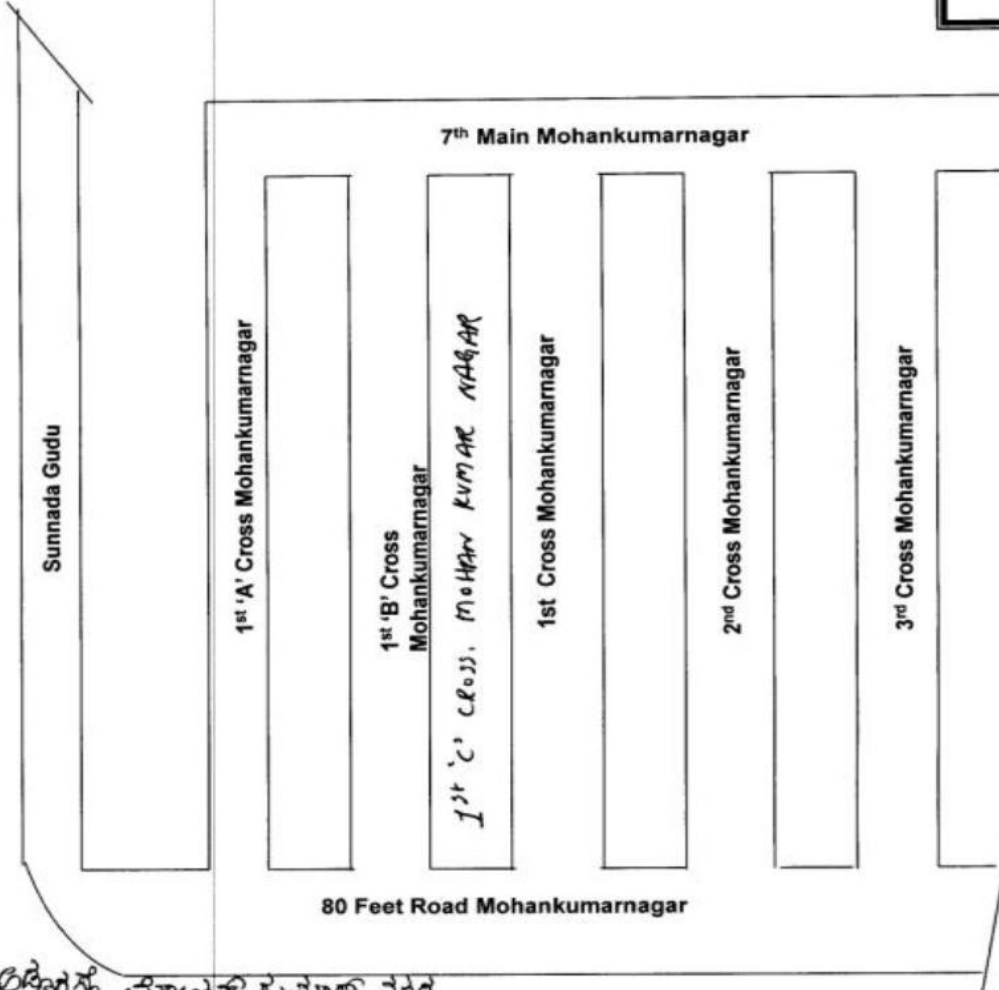 7th Main Mohankumarnagar
Sunnada Gudu
1st 'A' Cross Mohankumarnagar
1st 'B' Cross
Mohankumarnagar
1st 'C' CROSS. MOHAN KUMAR NAGAR
1st Cross Mohankumarnagar
2nd Cross Mohankumarnagar
3rd Cross Mohankumarnagar
80 Feet Road Mohankumarnagar